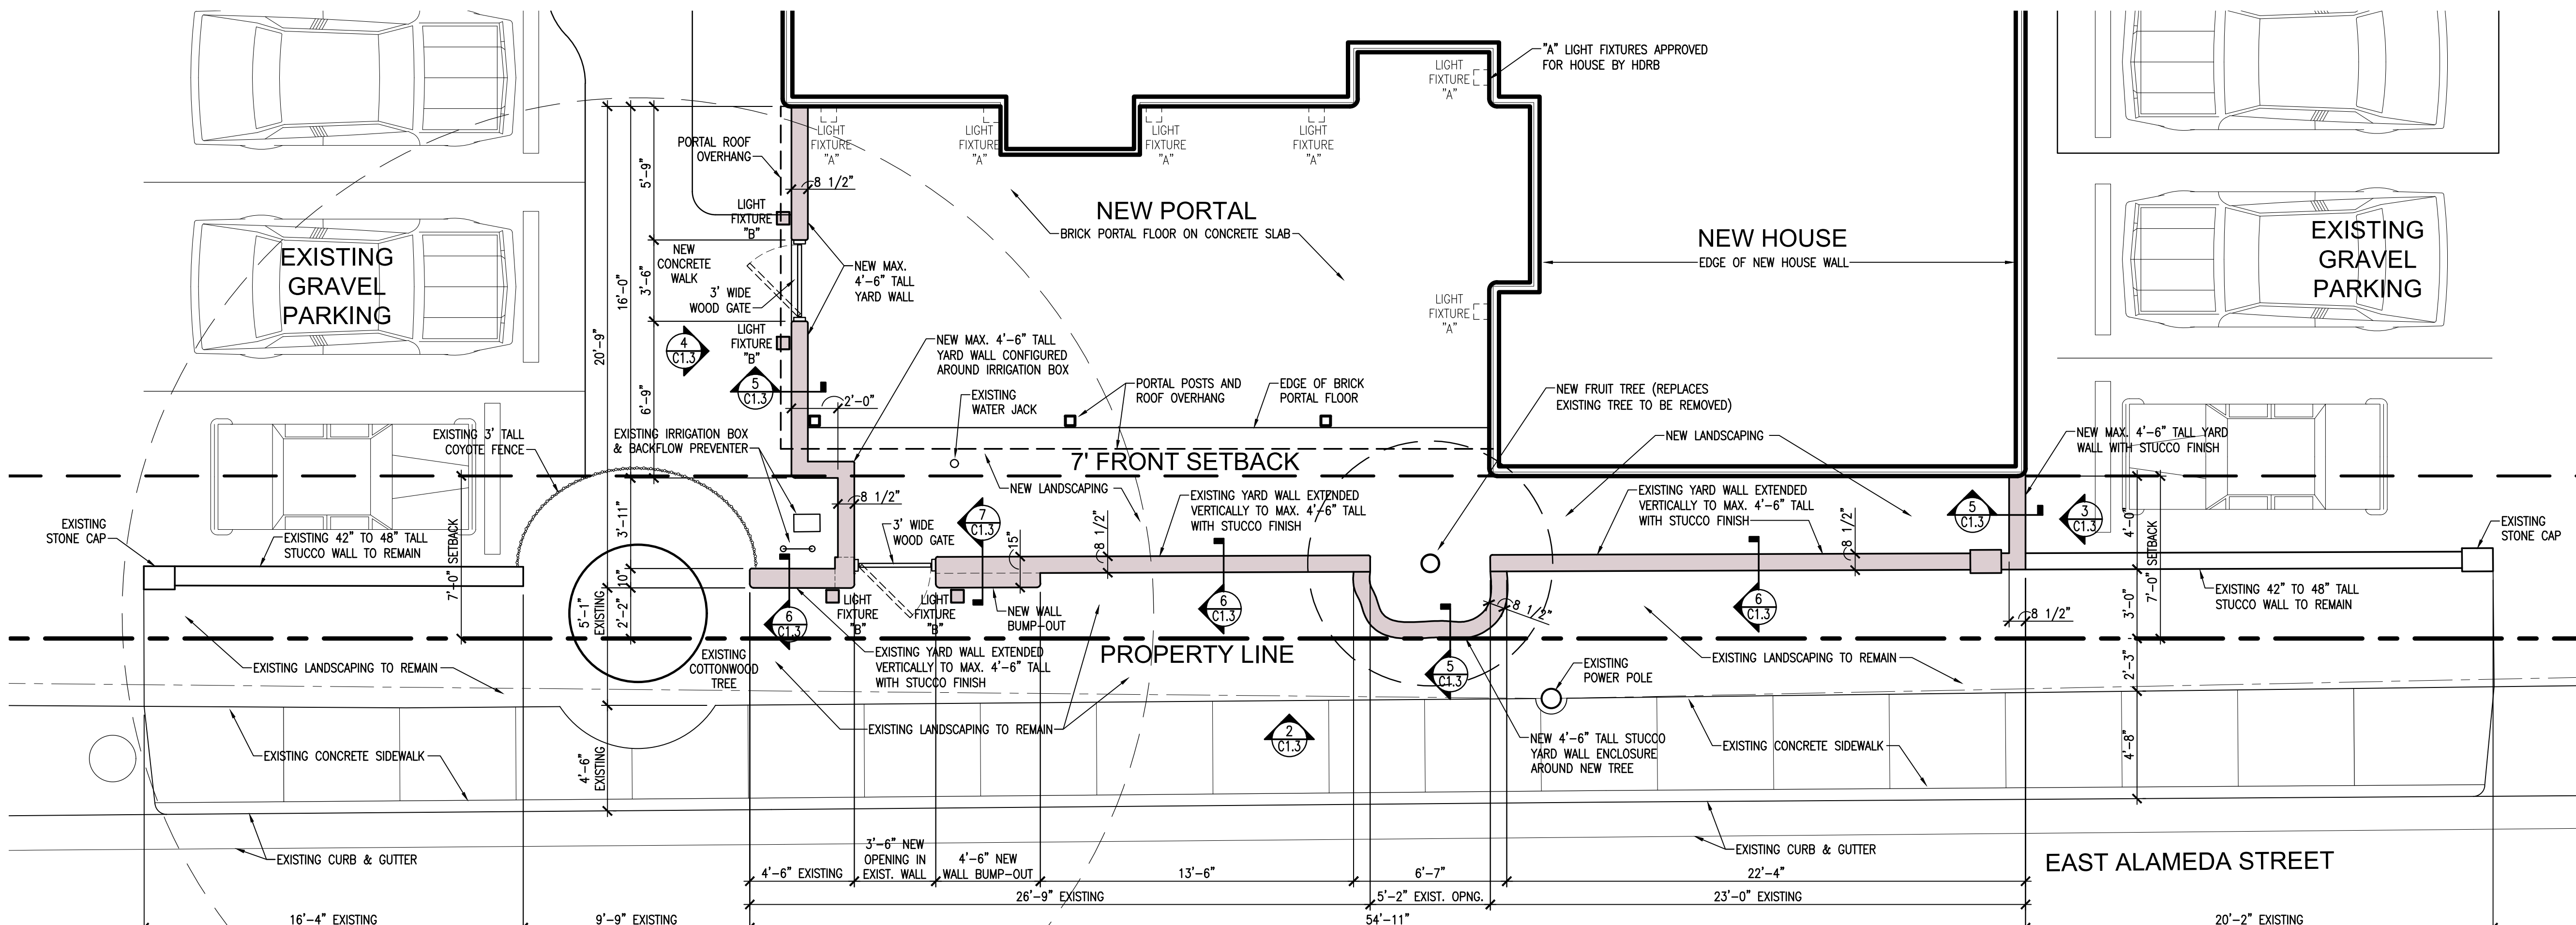 "A" LIGHT FIXTURES APPROVED
FOR HOUSE BY HDRB
LIGHT
FIXTURE
"A"
LIGHT
FIXTURE
"A"
LIGHT
FIXTURE
"A"
LIGHT
FIXTURE
"A"
LIGHT
FIXTURE
"A"
LIGHT
FIXTURE
"A"
PORTAL ROOF
OVERHANG
5'-9"
8 1/2"
LIGHT
FIXTURE
"B"
NEW PORTAL
BRICK PORTAL FLOOR ON CONCRETE SLAB
NEW HOUSE
EDGE OF NEW HOUSE WALL
EXISTING
GRAVEL
PARKING
EXISTING
GRAVEL
PARKING
NEW
CONCRETE
WALK
3'-6"
16'-0"
20'-9"
3' WIDE
WOOD GATE
NEW MAX.
4'-6" TALL
YARD WALL
LIGHT
FIXTURE
"B"
4
C1.3
5
C1.3
NEW MAX. 4'-6" TALL
YARD WALL CONFIGURED
AROUND IRRIGATION BOX
6'-9"
2'-0"
EXISTING
WATER JACK
PORTAL POSTS AND
ROOF OVERHANG
EDGE OF BRICK
PORTAL FLOOR
NEW FRUIT TREE (REPLACES
EXISTING TREE TO BE REMOVED)
EXISTING 3' TALL
COYOTE FENCE
EXISTING IRRIGATION BOX
& BACKFLOW PREVENTER
NEW LANDSCAPING
NEW MAX. 4'-6" TALL YARD
WALL WITH STUCCO FINISH
7' FRONT SETBACK
NEW LANDSCAPING
8 1/2"
EXISTING YARD WALL EXTENDED
VERTICALLY TO MAX. 4'-6" TALL
WITH STUCCO FINISH
EXISTING YARD WALL EXTENDED
VERTICALLY TO MAX. 4'-6" TALL
WITH STUCCO FINISH
5
C1.3
3
C1.3
7
C1.3
EXISTING
STONE CAP
EXISTING 42" TO 48" TALL
STUCCO WALL TO REMAIN
7'-0" SETBACK
3'-11"
10"
5'-1"
EXISTING
2'-2"
3' WIDE
WOOD GATE
15"
8 1/2"
8 1/2"
4'-0"
7'-0" SETBACK
3'-0"
EXISTING
STONE CAP
EXISTING 42" TO 48" TALL
STUCCO WALL TO REMAIN
8 1/2"
8 1/2"
LIGHT
FIXTURE
"B"
LIGHT
FIXTURE
"B"
NEW WALL
BUMP-OUT
6
C1.3
6
C1.3
6
C1.3
5
C1.3
PROPERTY LINE
EXISTING LANDSCAPING TO REMAIN
EXISTING
COTTONWOOD
TREE
EXISTING YARD WALL EXTENDED
VERTICALLY TO MAX. 4'-6" TALL
WITH STUCCO FINISH
EXISTING
POWER POLE
EXISTING LANDSCAPING TO REMAIN
2'-3"
EXISTING LANDSCAPING TO REMAIN
2
C1.3
EXISTING CONCRETE SIDEWALK
4'-6"
EXISTING
NEW 4'-6" TALL STUCCO
YARD WALL ENCLOSURE
AROUND NEW TREE
EXISTING CONCRETE SIDEWALK
4'-8"
EXISTING CURB & GUTTER
EXISTING CURB & GUTTER
EAST ALAMEDA STREET
4'-6" EXISTING
3'-6" NEW
OPENING IN
EXIST. WALL
4'-6" NEW
WALL BUMP-OUT
13'-6"
6'-7"
22'-4"
26'-9" EXISTING
5'-2" EXIST. OPNG.
23'-0" EXISTING
16'-4" EXISTING
9'-9" EXISTING
54'-11"
20'-2" EXISTING